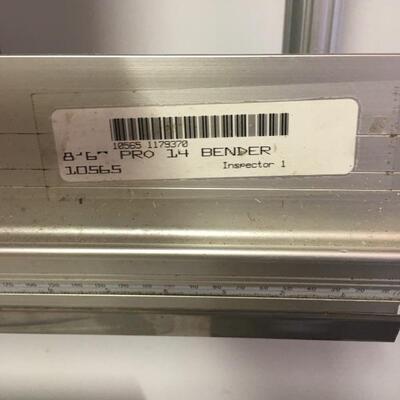 10565 1179370
8'6" PRO 14 BENDER
10565
Inspector 1